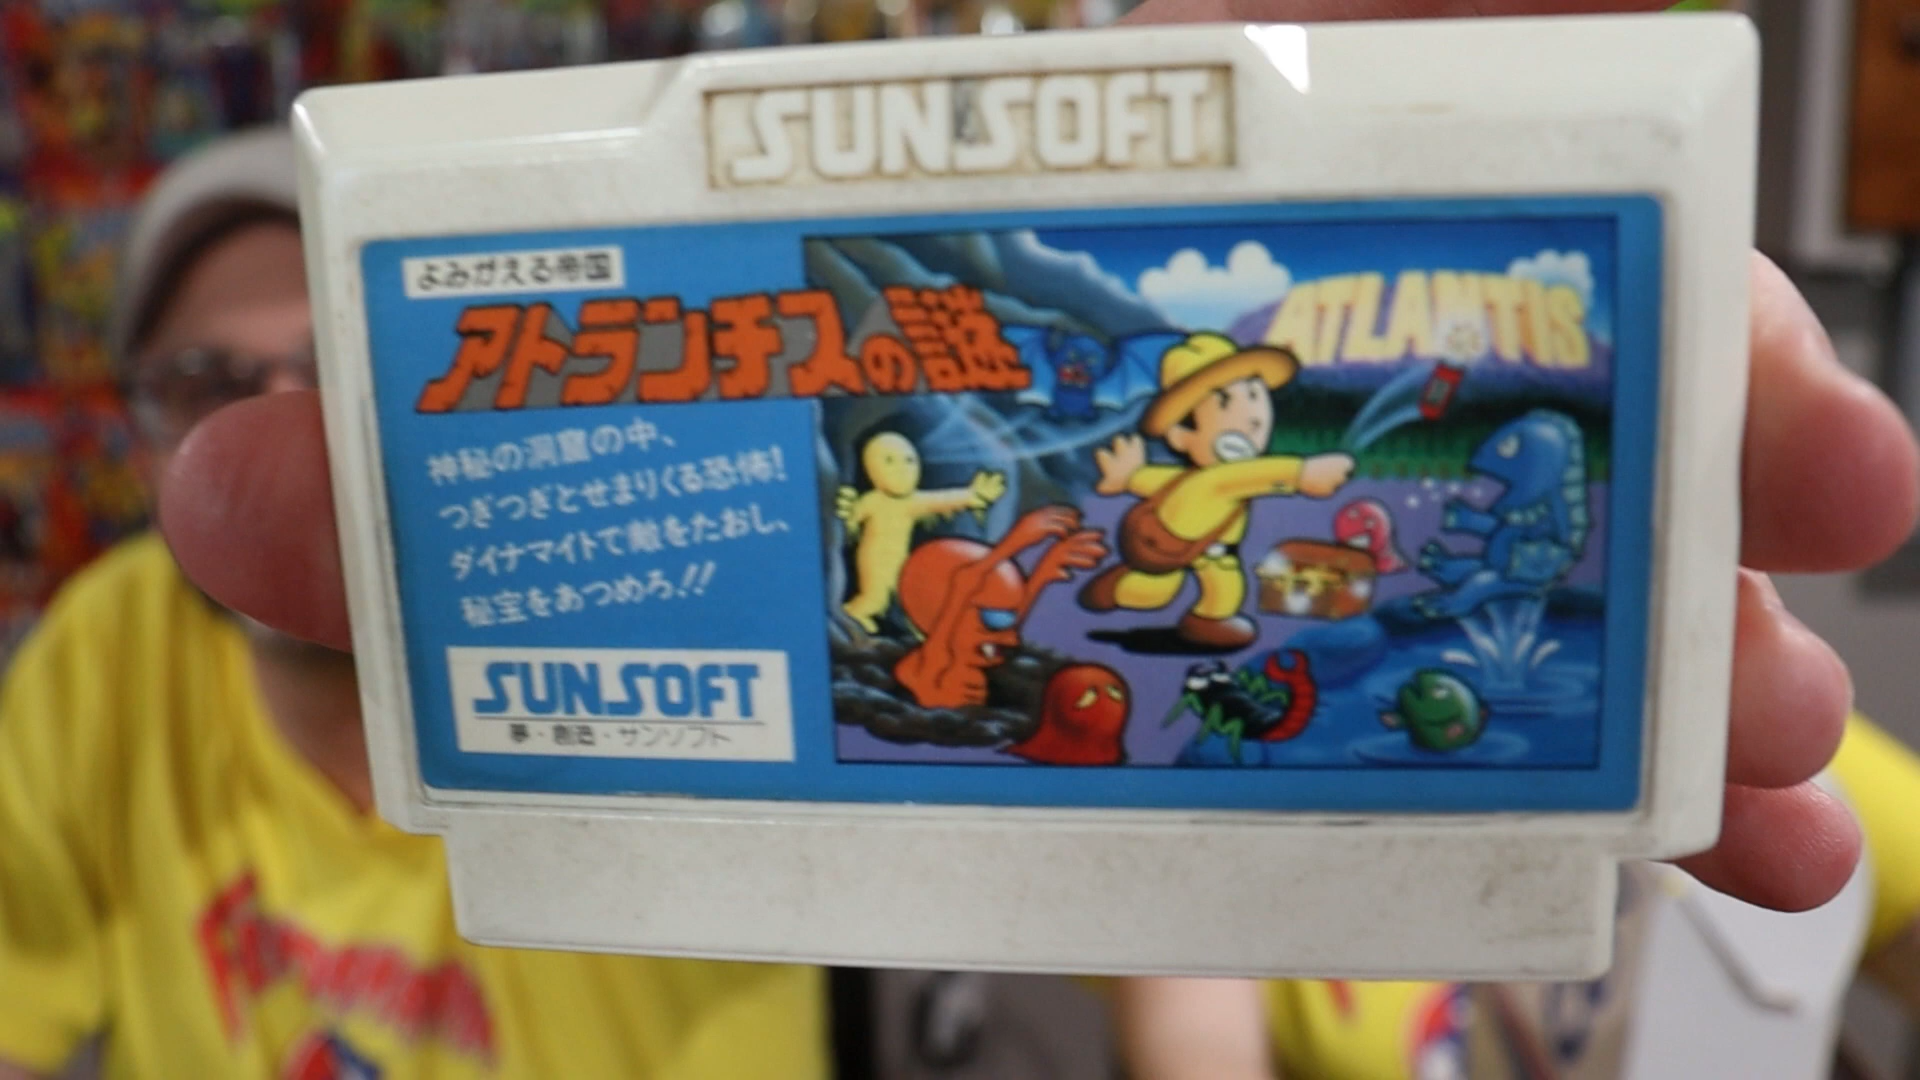 SUNSOFT
よみがえる帝国
アトランチスの謎
ATLANTIS
神秘の洞窟の中、
つぎつぎとせまりくる恐怖!
ダイナマイトで敵をたおし、
秘宝をあつめろ!!
SUNSOFT
夢・創造・サンソフト